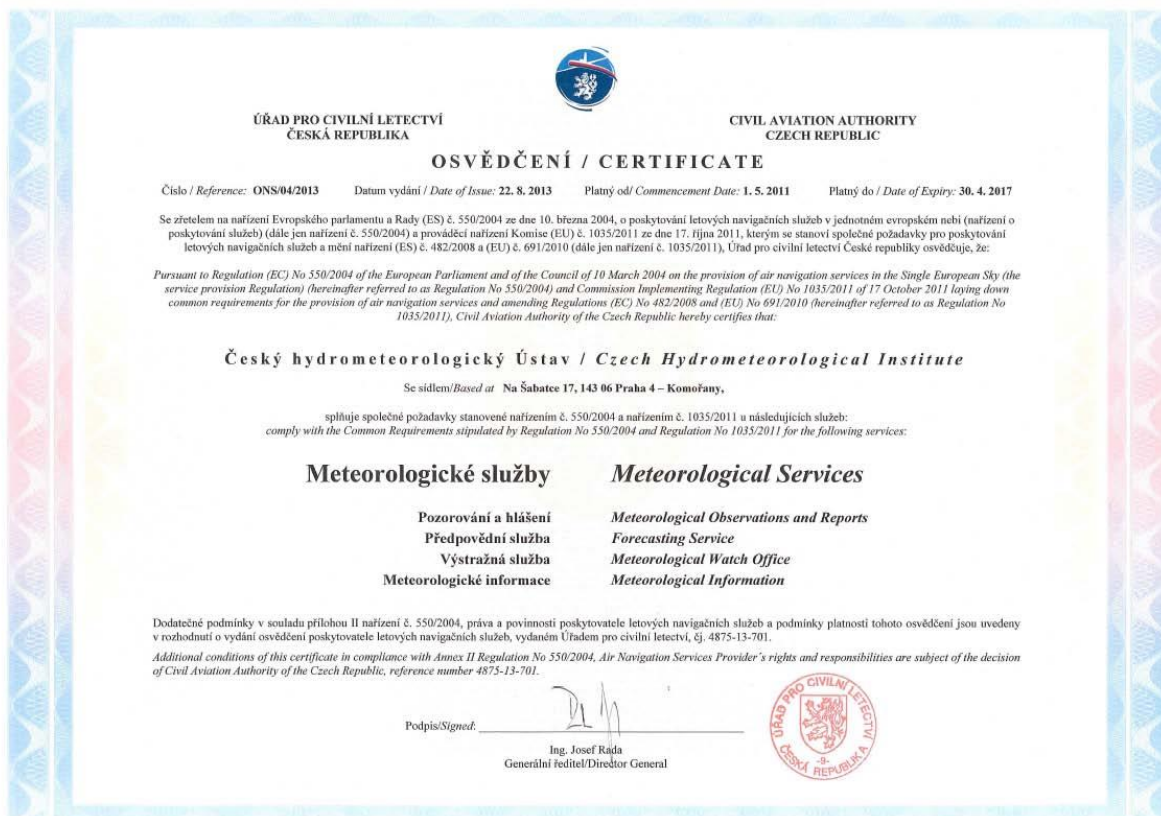 ÚŘAD PRO CIVILNÍ LETECTVÍ
ČESKÁ REPUBLIKA
CIVIL AVIATION AUTHORITY
CZECH REPUBLIC
OSVĚDČENÍ / CERTIFICATE
Číslo / Reference: ONS/04/2013 Datum vydání / Date of Issue: 22. 8. 2013 Platný od/ Commencement Date: 1. 5. 2011 Platný do / Date of Expiry: 30. 4. 2017
Se zřetelem na nařízení Evropského parlamentu a Rady (ES) č. 550/2004 ze dne 10. března 2004, o poskytování letových navigačních služeb v jednotném evropském nebi (nařízení o
poskytování služeb) (dále jen nařízení č. 550/2004) a prováděcí nařízení Komise (EU) č. 1035/2011 ze dne 17. října 2011, kterým se stanoví společné požadavky pro poskytování
letových navigačních služeb a mění nařízení (ES) č. 482/2008 a (EU) č. 691/2010 (dále jen nařízení č. 1035/2011), Úřad pro civilní letectví České republiky osvědčuje, že:
Pursuant to Regulation (EC) No 550/2004 of the European Parliament and of the Council of 10 March 2004 on the provision of air navigation services in the Single European Sky (the
service provision Regulation) (hereinafter referred to as Regulation No 550/2004) and Commission Implementing Regulation (EU) No 1035/2011 of 17 October 2011 laying down
common requirements for the provision of air navigation services and amending Regulations (EC) No 482/2008 and (EU) No 691/2010 (hereinafter referred to as Regulation No
1035/2011), Civil Aviation Authority of the Czech Republic hereby certifies that:
Český hydrometeorologický Ústav / Czech Hydrometeorological Institute
Se sídlem/Based at Na Šabatce 17, 143 06 Praha 4 – Komořany,
splňuje společné požadavky stanovené nařízením č. 550/2004 a nařízením č. 1035/2011 u následujících služeb:
comply with the Common Requirements stipulated by Regulation No 550/2004 and Regulation No 1035/2011 for the following services:
Meteorologické služby Meteorological Services
Pozorování a hlášení Meteorological Observations and Reports
Předpovědní služba Forecasting Service
Výstražná služba Meteorological Watch Office
Meteorologické informace Meteorological Information
Dodatečné podmínky v souladu přílohou II nařízení č. 550/2004, práva a povinnosti poskytovatele letových navigačních služeb a podmínky platnosti tohoto osvědčení jsou uvedeny
v rozhodnutí o vydání osvědčení poskytovatele letových navigačních služeb, vydaném Úřadem pro civilní letectví, čj. 4875-13-701.
Additional conditions of this certificate in compliance with Annex II Regulation No 550/2004, Air Navigation Services Provider´s rights and responsibilities are subject of the decision
of Civil Aviation Authority of the Czech Republic, reference number 4875-13-701.
Podpis/Signed:
Ing. Josef Rada
Generální ředitel/Director General
ÚŘAD PRO CIVILNÍ LETECTVÍ
ČESKÁ REPUBLIKA
-9-